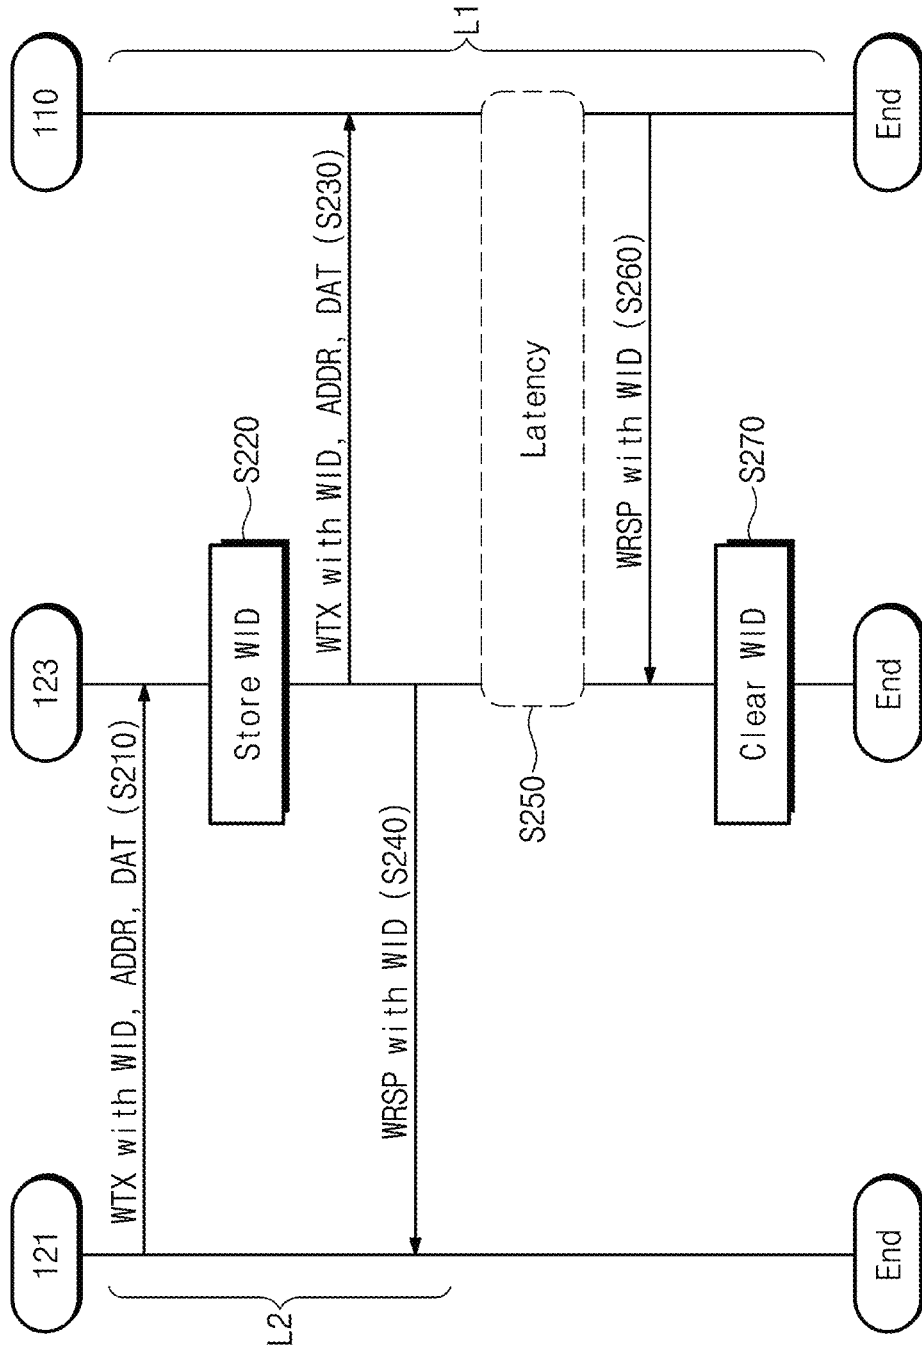 121
123
110
WTX with WID, ADDR, DAT (S210)
Store WID
S220
WTX with WID, ADDR, DAT (S230)
WRSP with WID (S240)
Latency
S250
WRSP with WID (S260)
Clear WID
S270
L2
L1
End
End
End